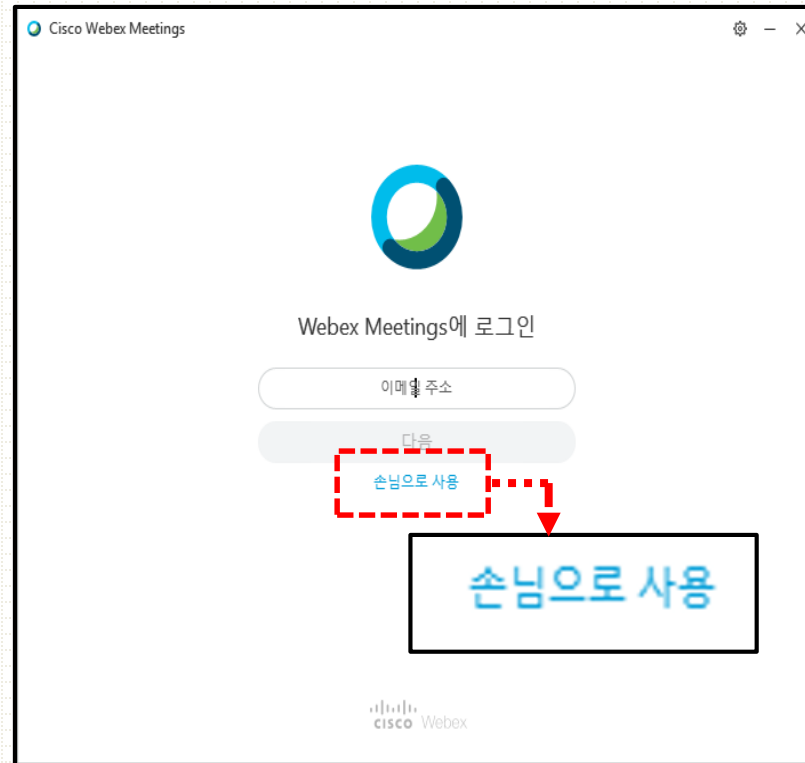 Cisco Webex Meetings
Webex Meetings에 로그인
이메일 주소
다음
손님으로 사용
손님으로 사용
cisco Webex